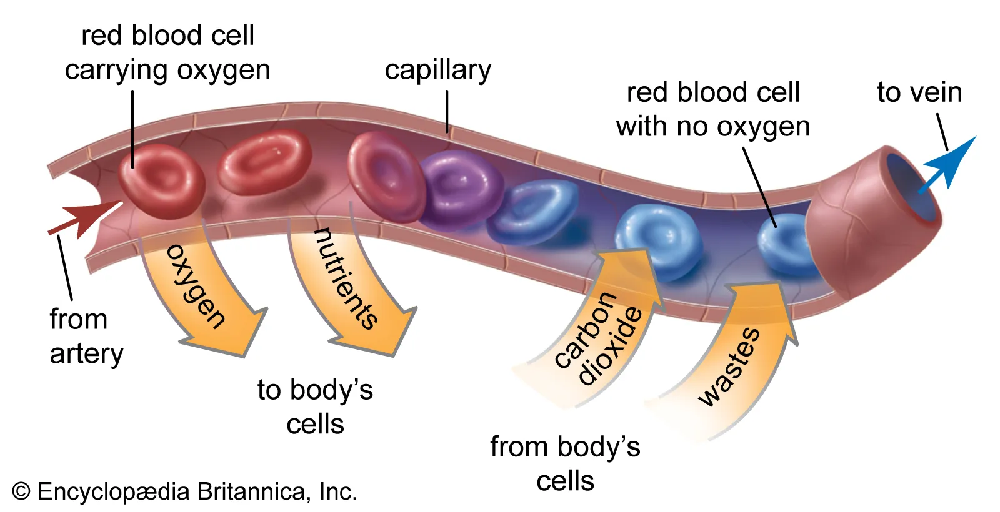 red blood cell
carrying oxygen
capillary
red blood cell
with no oxygen
to vein
from
artery
oxygen
nutrients
to body’s
cells
carbon
dioxide
wastes
from body’s
cells
© Encyclopædia Britannica, Inc.